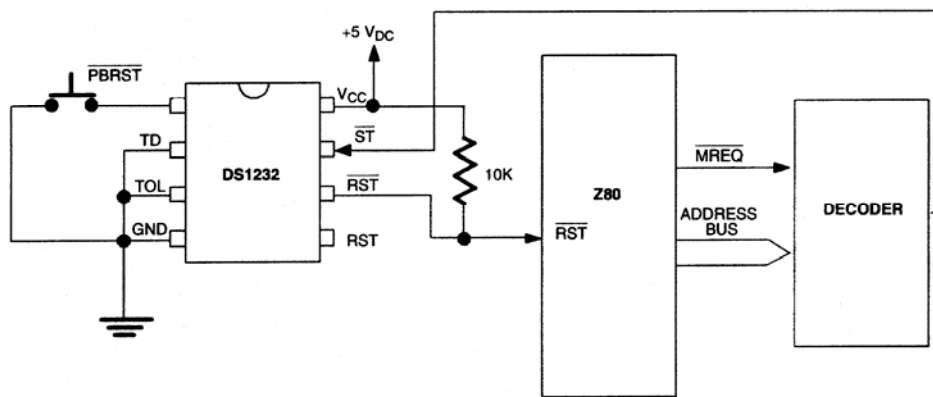 +5 VDC
PBRST
VCC
TD
ST
DS1232
TOL
RST
10K
GND
RST
RST
Z80
MREQ
ADDRESS
BUS
DECODER